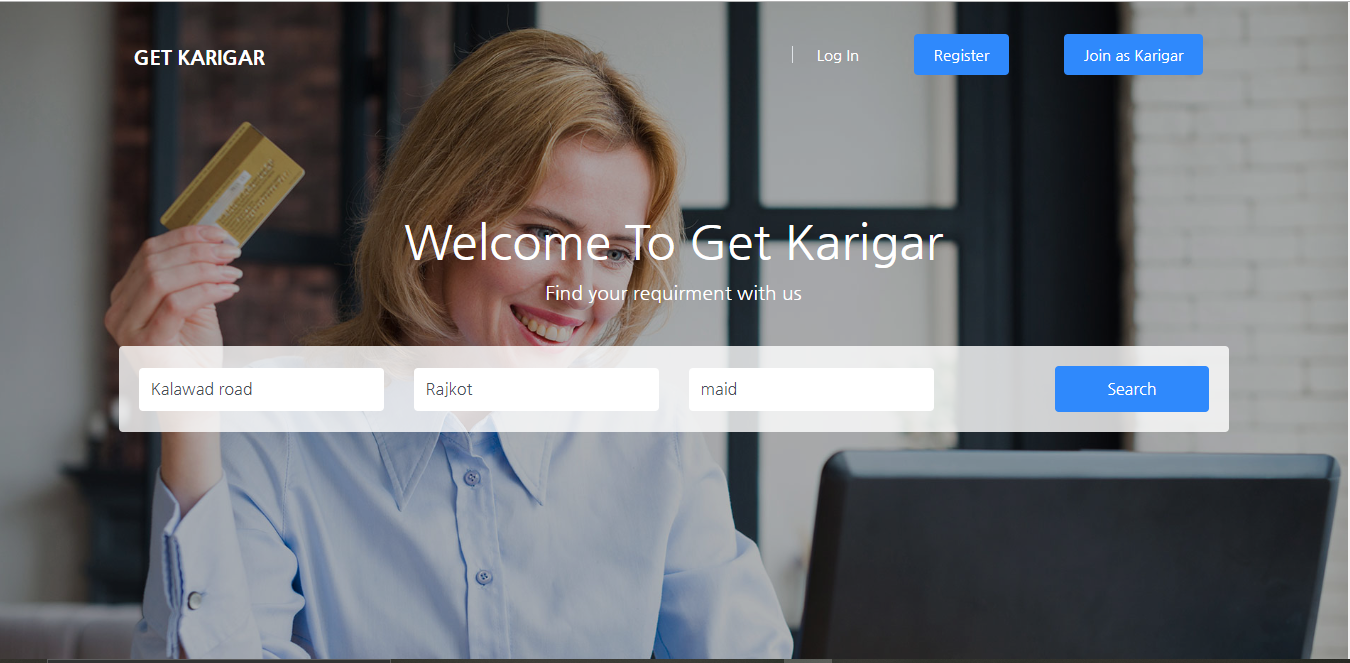 GET KARIGAR
Log In
Register
Join as Karigar
Welcome To Get Karigar
Find your requirment with us
Kalawad road
Rajkot
maid
Search